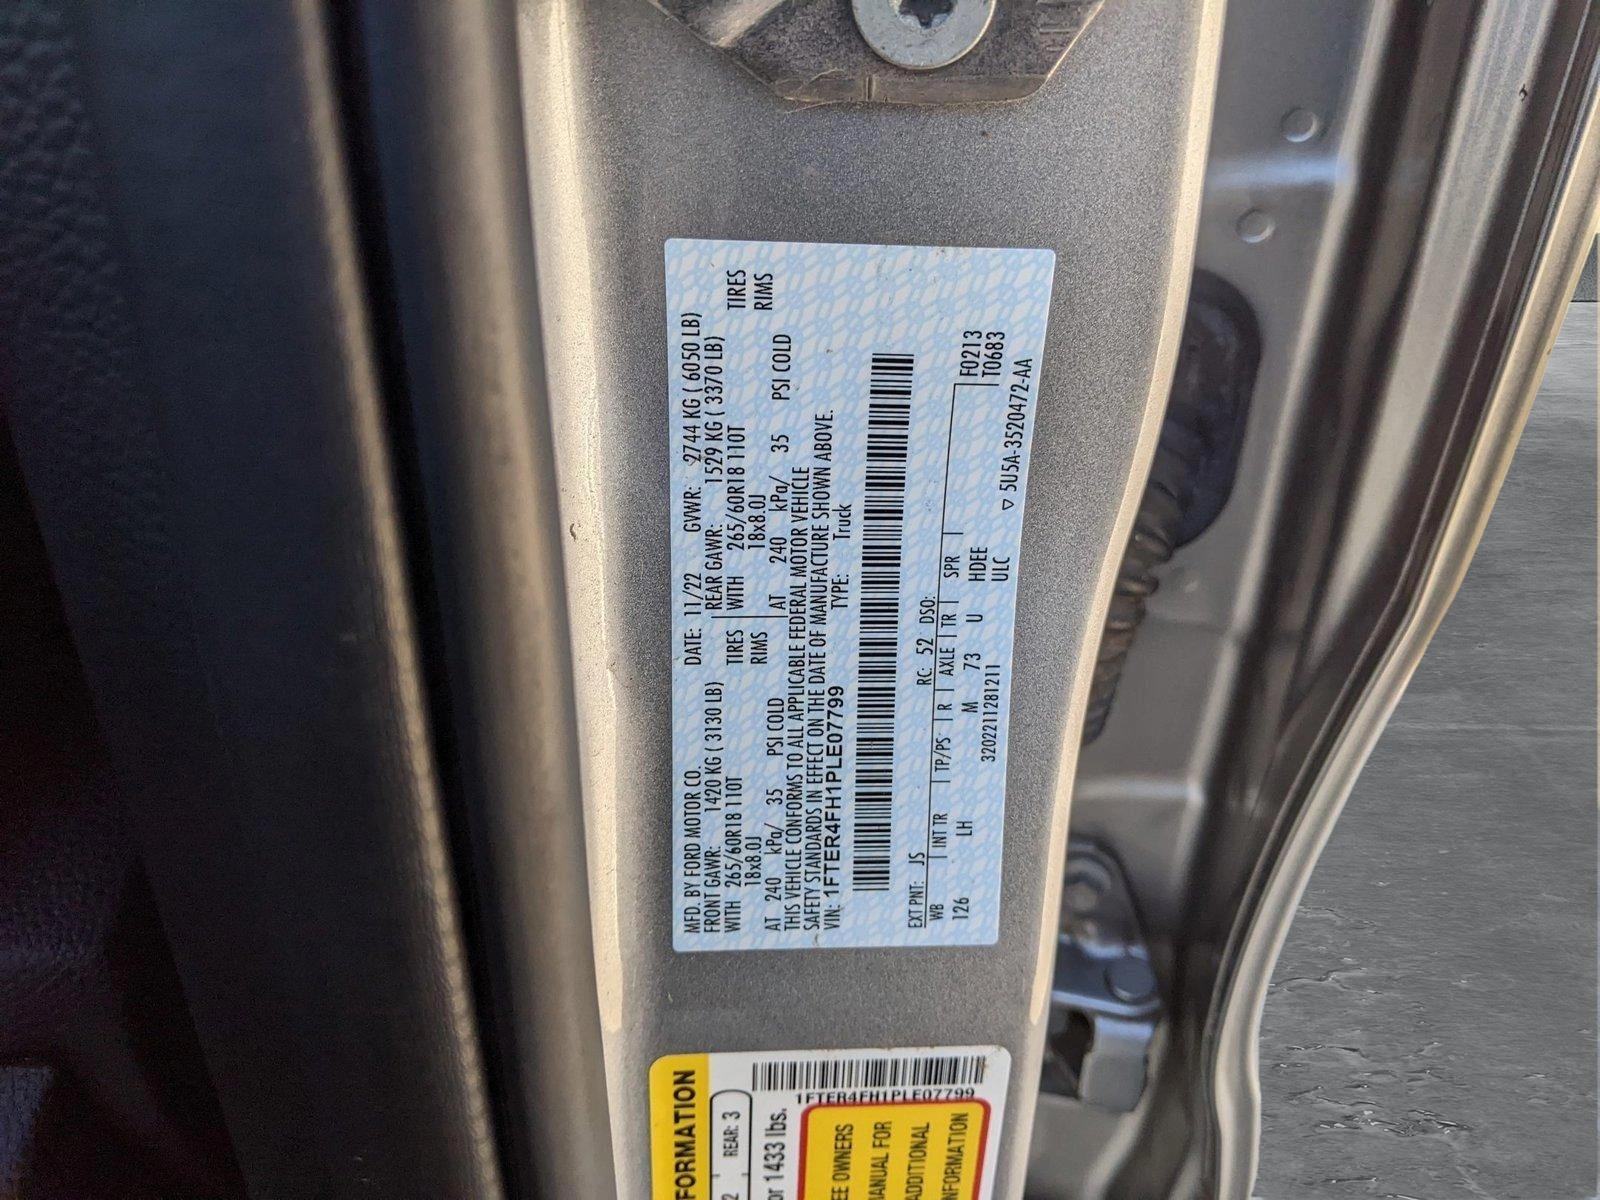 MFD. BY FORD MOTOR CO. DATE: 11/22 GVWR: 2744 KG ( 6050 LB)
FRONT GAWR: 1420 KG ( 3130 LB) REAR GAWR: 1529 KG ( 3370 LB)
WITH 265/60R18 110T TIRES WITH 265/60R18 110T TIRES
18x8.0J RIMS 18x8.0J RIMS
AT 240 kPa/ 35 PSI COLD AT 240 kPa/ 35 PSI COLD
THIS VEHICLE CONFORMS TO ALL APPLICABLE FEDERAL MOTOR VEHICLE
SAFETY STANDARDS IN EFFECT ON THE DATE OF MANUFACTURE SHOWN ABOVE.
VIN: 1FTER4FH1PLE07799 TYPE: Truck
EXT PNT: JS RC: 52 DSO: F0213
WB INT TR TP/PS R AXLE TR SPR T0683
126 LH M 73 U HDEE
3202211281211 ULC ▽ 5U5A-3520472-AA
FORMATION
2 REAR: 3
or 1433 lbs.
1FTER4FH1PLE07799
EE OWNERS
MANUAL FOR
ADDITIONAL
NFORMATION